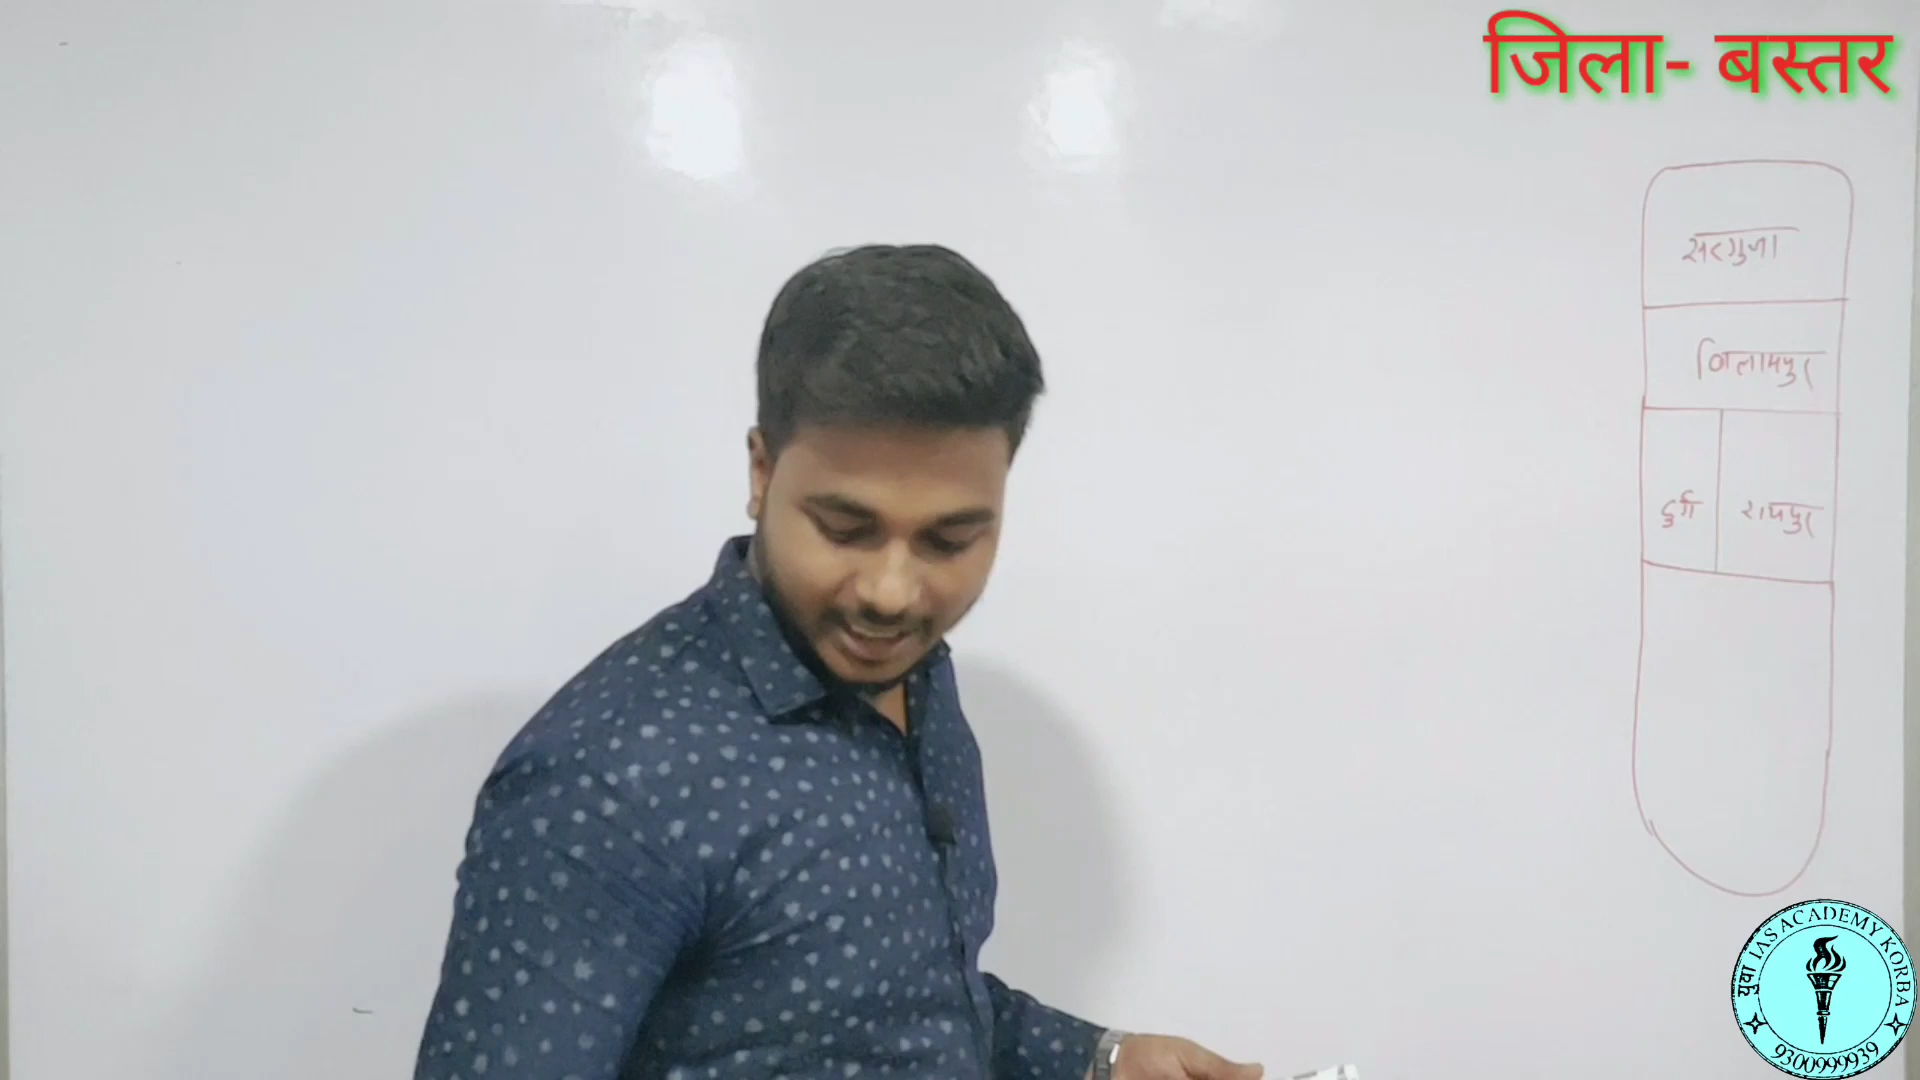 जिला- बस्तर
सरगुजा
बिलासपुर
दुर्ग रायपुर
युवा IAS ACADEMY KORBA
9300999939